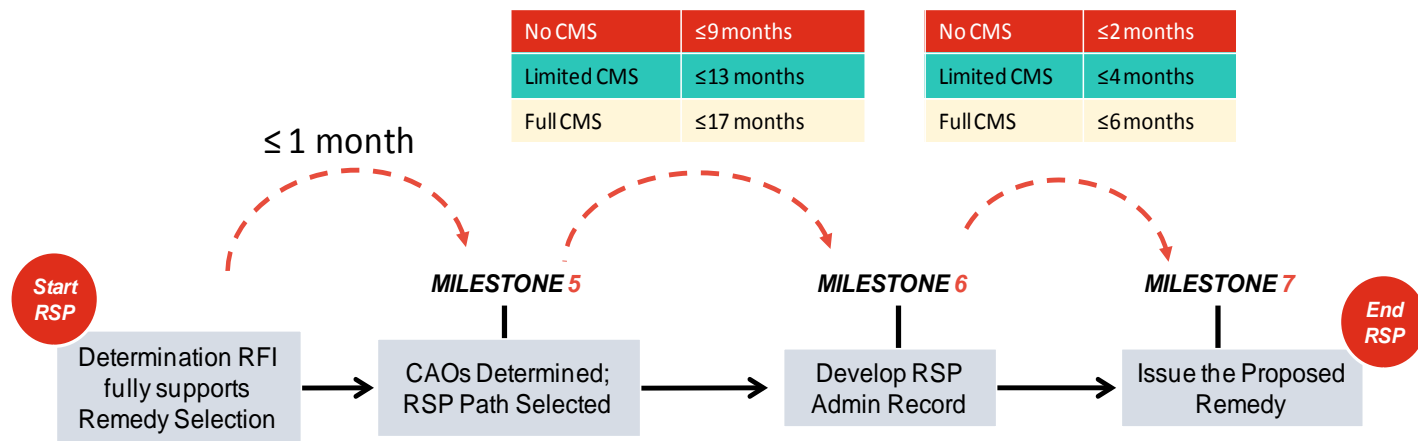 No CMS ≤9 months
Limited CMS ≤13 months
Full CMS ≤17 months
No CMS ≤2 months
Limited CMS ≤4 months
Full CMS ≤6 months
≤ 1 month
Start
RSP
MILESTONE 5
MILESTONE 6
MILESTONE 7
End
RSP
Determination RFI
fully supports
Remedy Selection
CAOs Determined;
RSP Path Selected
Develop RSP
Admin Record
Issue the Proposed
Remedy